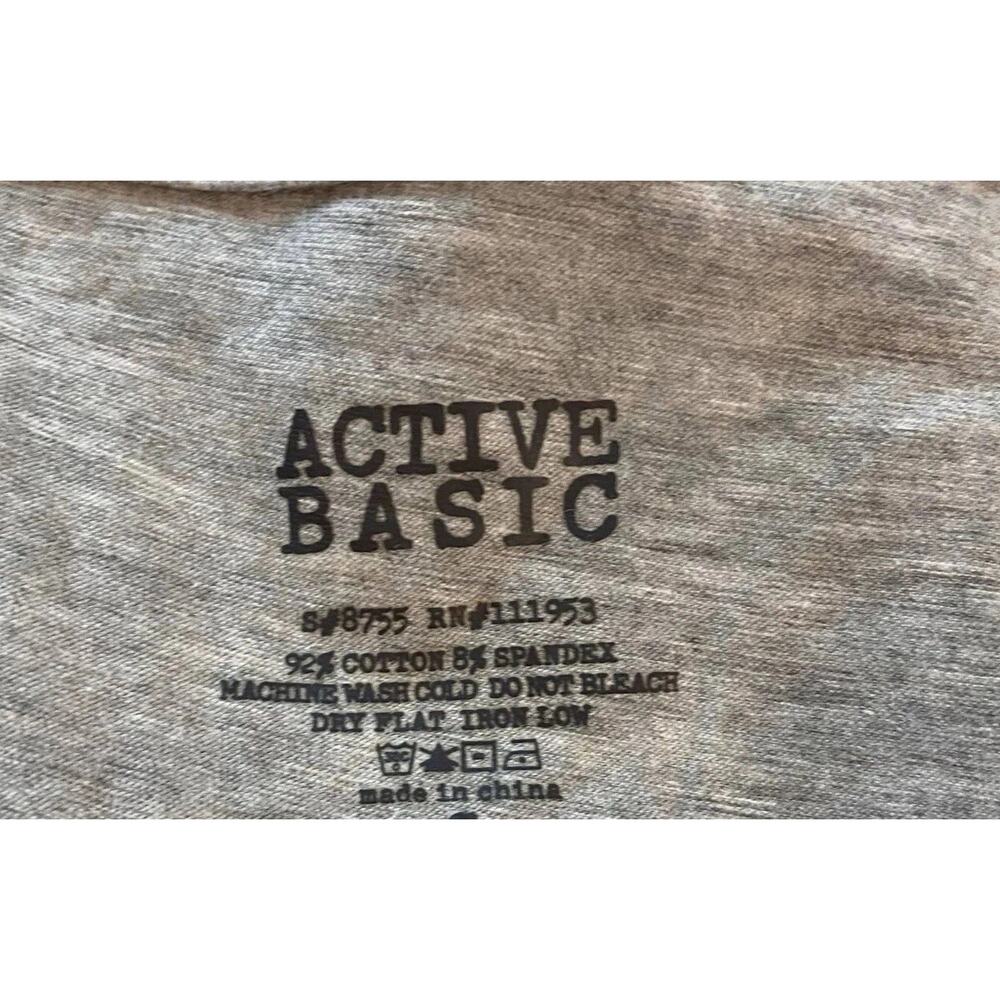 ACTIVE
BASIC
S#8755 RN#111953
92% COTTON 8% SPANDEX
MACHINE WASH COLD DO NOT BLEACH
DRY FLAT IRON LOW
made in china